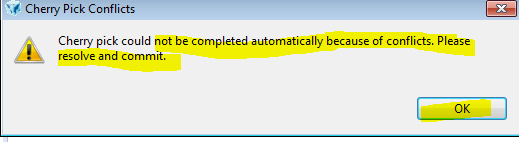 Cherry Pick Conflicts
Cherry pick could not be completed automatically because of conflicts. Please
resolve and commit.
OK